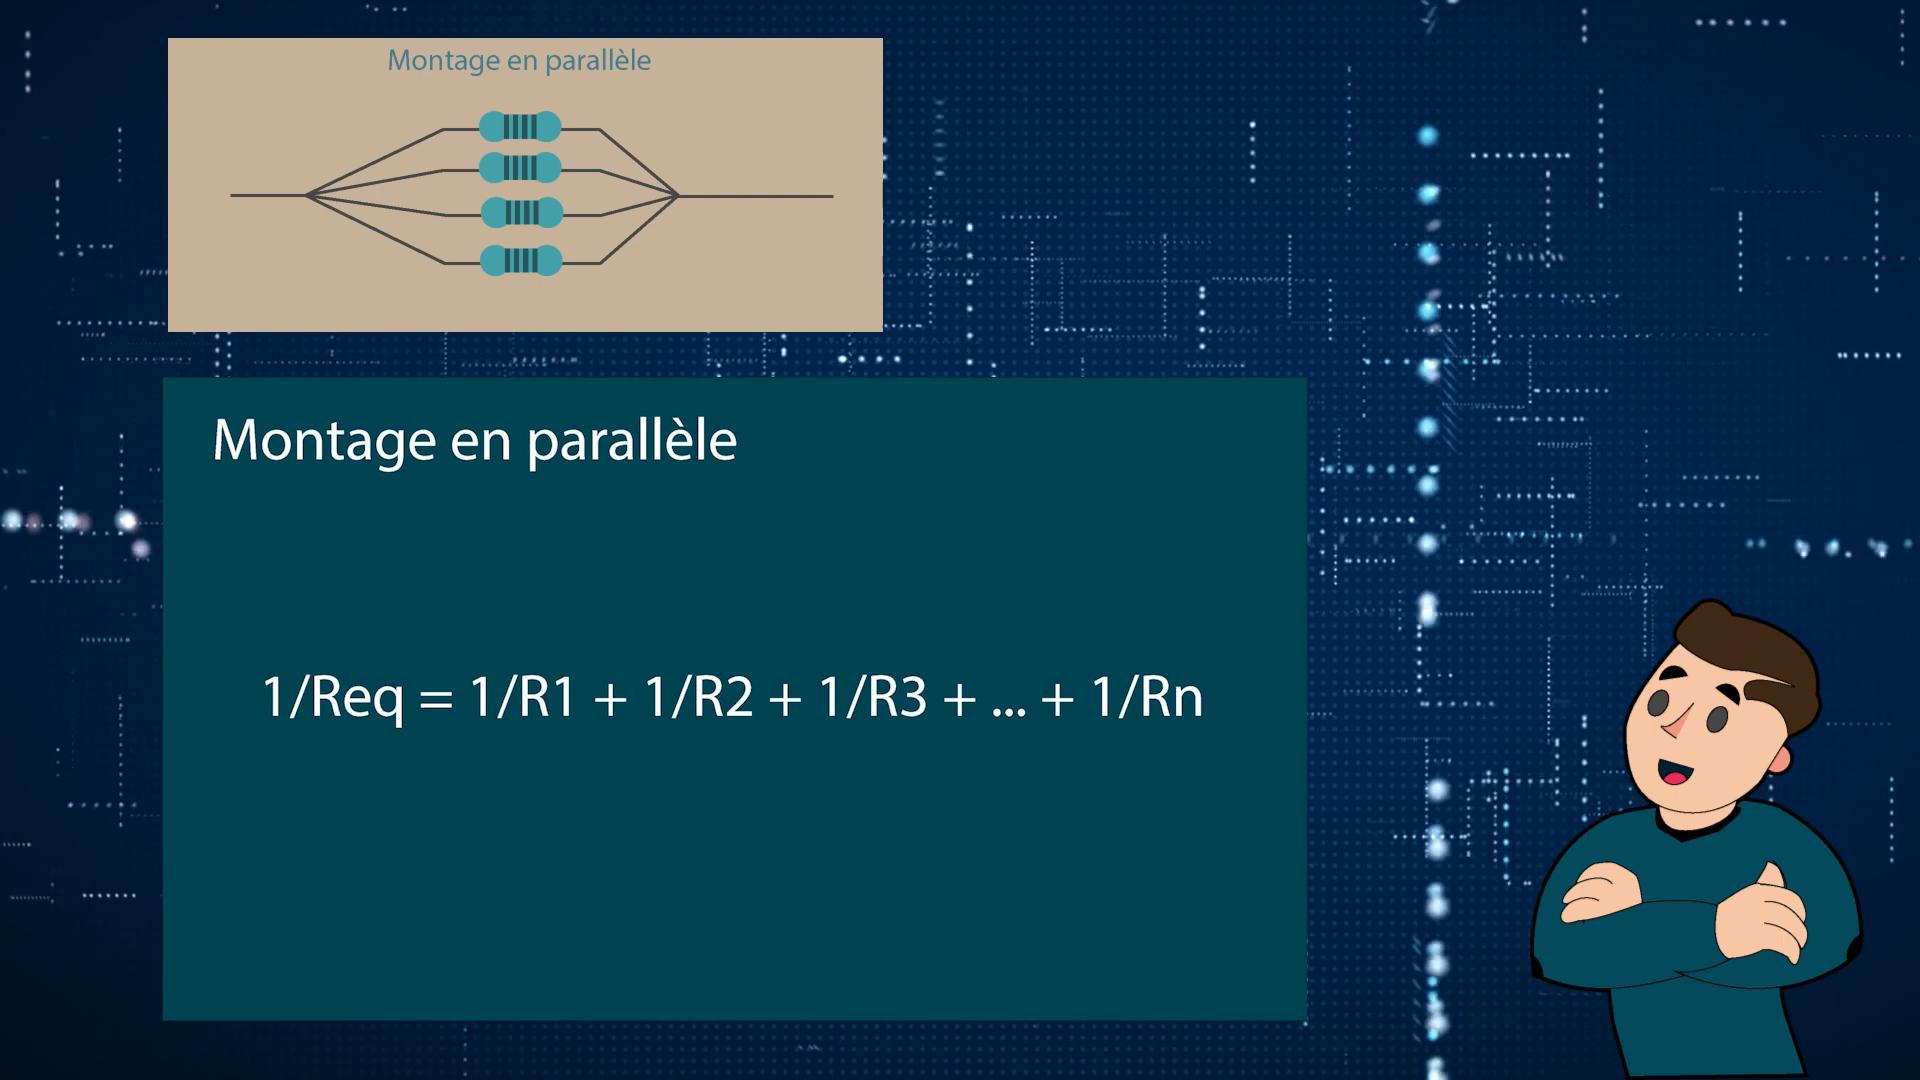 Montage en parallèle
Montage en parallèle
1/Req = 1/R1 + 1/R2 + 1/R3 + ... + 1/Rn